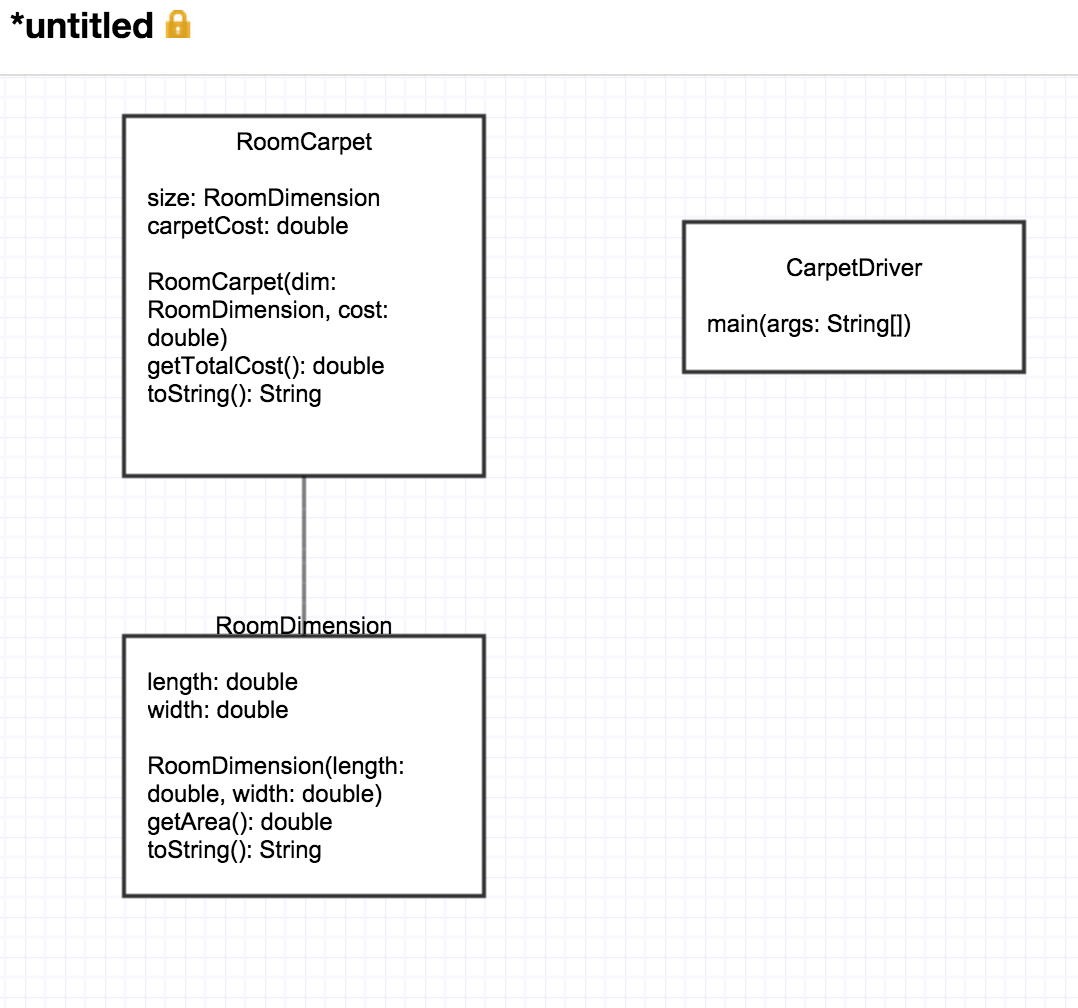 *untitled
RoomCarpet
size: RoomDimension
carpetCost: double
RoomCarpet(dim:
RoomDimension, cost:
double)
getTotalCost(): double
toString(): String
CarpetDriver
main(args: String[])
RoomDimension
length: double
width: double
RoomDimension(length:
double, width: double)
getArea(): double
toString(): String